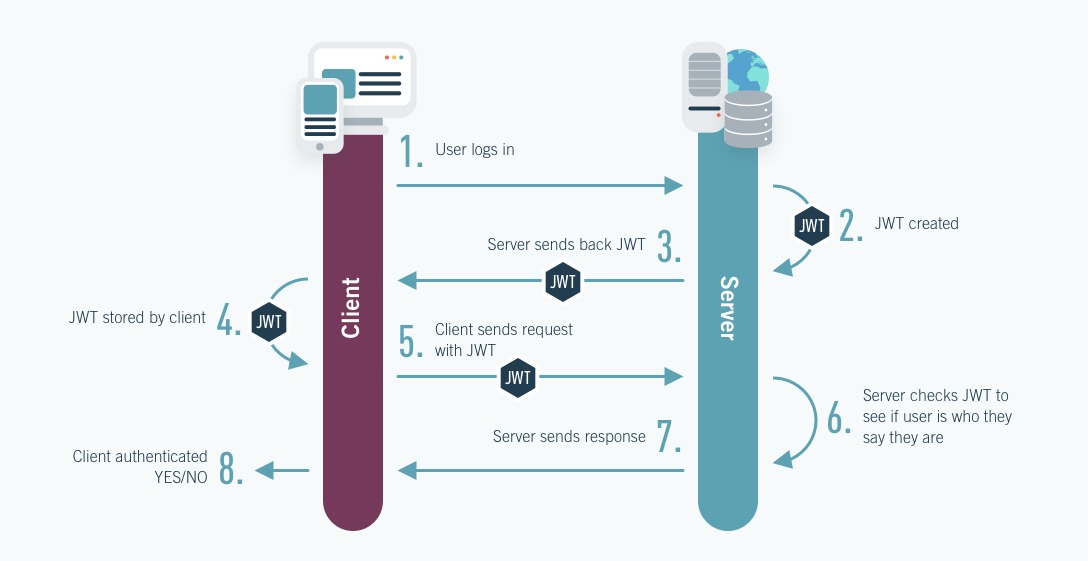 1. User logs in
JWT 2. JWT created
Server sends back JWT 3.
JWT
Client
Server
JWT stored by client 4. JWT
5. Client sends request
with JWT
JWT
6. Server checks JWT to
see if user is who they
say they are
Server sends response 7.
Client authenticated
YES/NO 8.